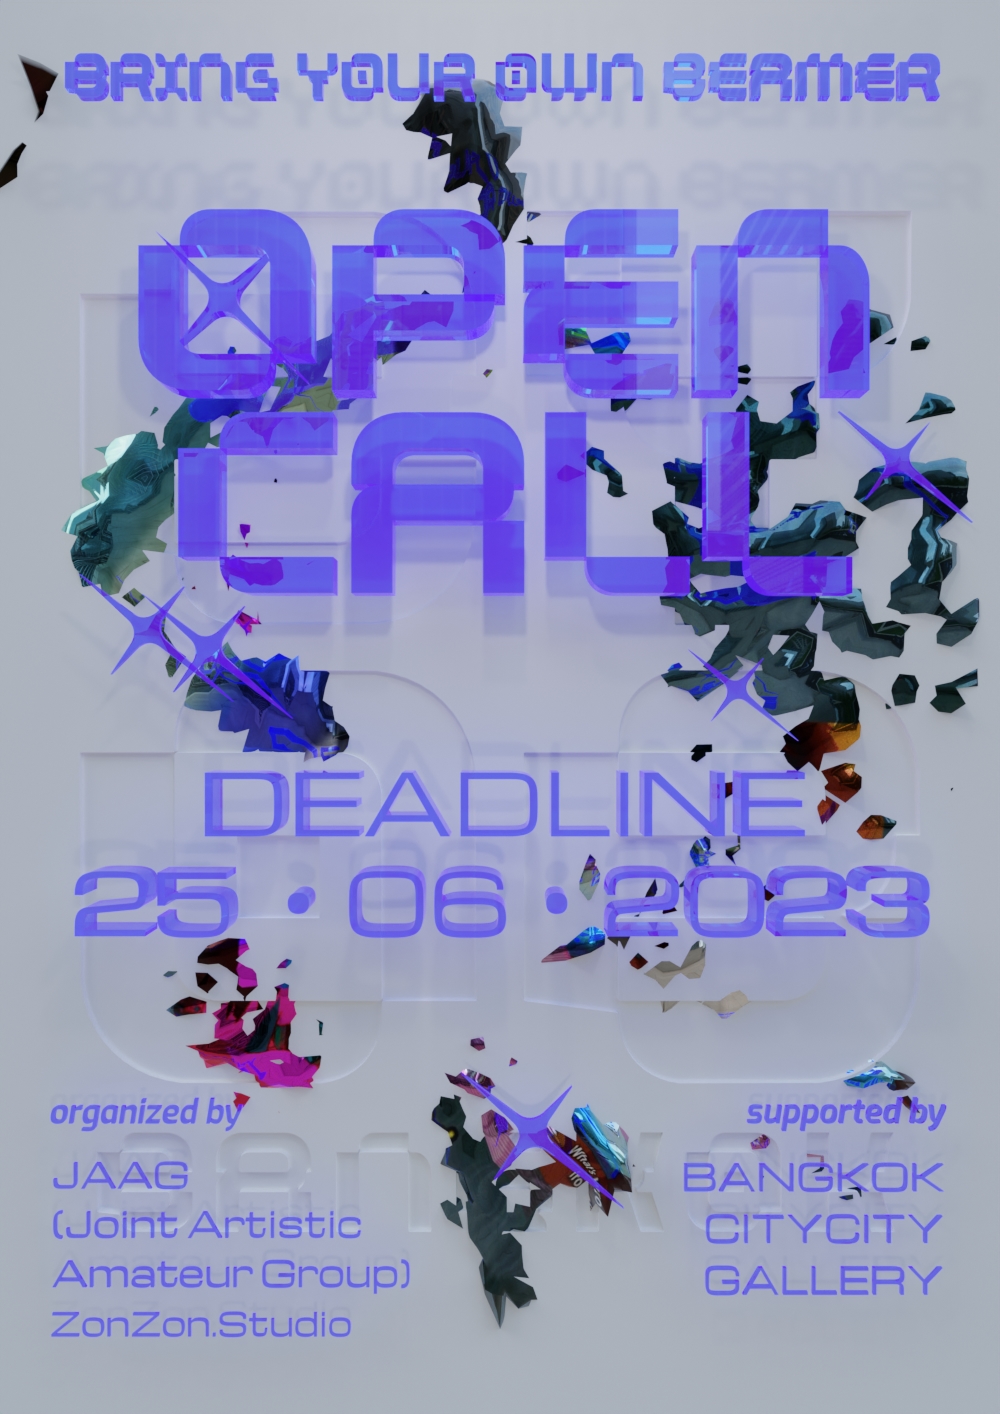 BRING YOUR OWN BEAMER
OPEN
CALL
DEADLINE
25 • 06 • 2023
organized by
JAAG
(Joint Artistic
Amateur Group)
ZonZon.Studio
supported by
BANGKOK
CITYCITY
GALLERY
BANGKOK